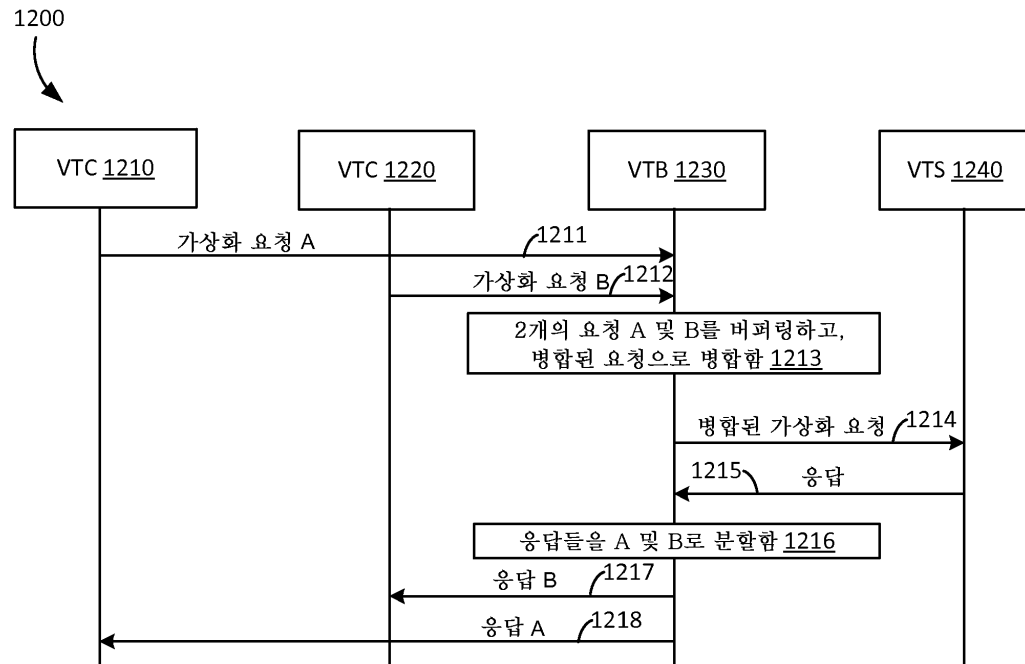 1200
VTC 1210
VTC 1220
VTB 1230
VTS 1240
가상화 요청 A
1211
가상화 요청 B
1212
2개의 요청 A 및 B를 버퍼링하고,
병합된 요청으로 병합함 1213
병합된 가상화 요청
1214
1215
응답
응답들을 A 및 B로 분할함 1216
응답 B
1217
응답 A
1218